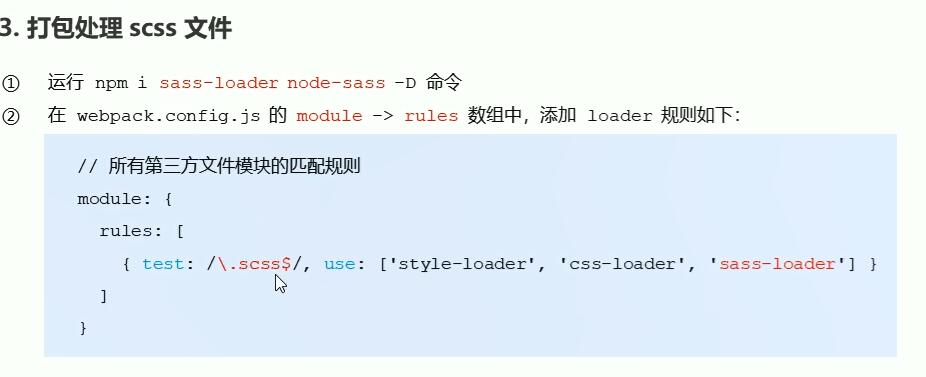 3. 打包处理 scss 文件
① 运行 npm i sass-loader node-sass -D 命令
② 在 webpack.config.js 的 module -> rules 数组中，添加 loader 规则如下：
// 所有第三方文件模块的匹配规则
module: {
rules: [
{ test: /\.scss$/, use: ['style-loader', 'css-loader', 'sass-loader'] }
]
}